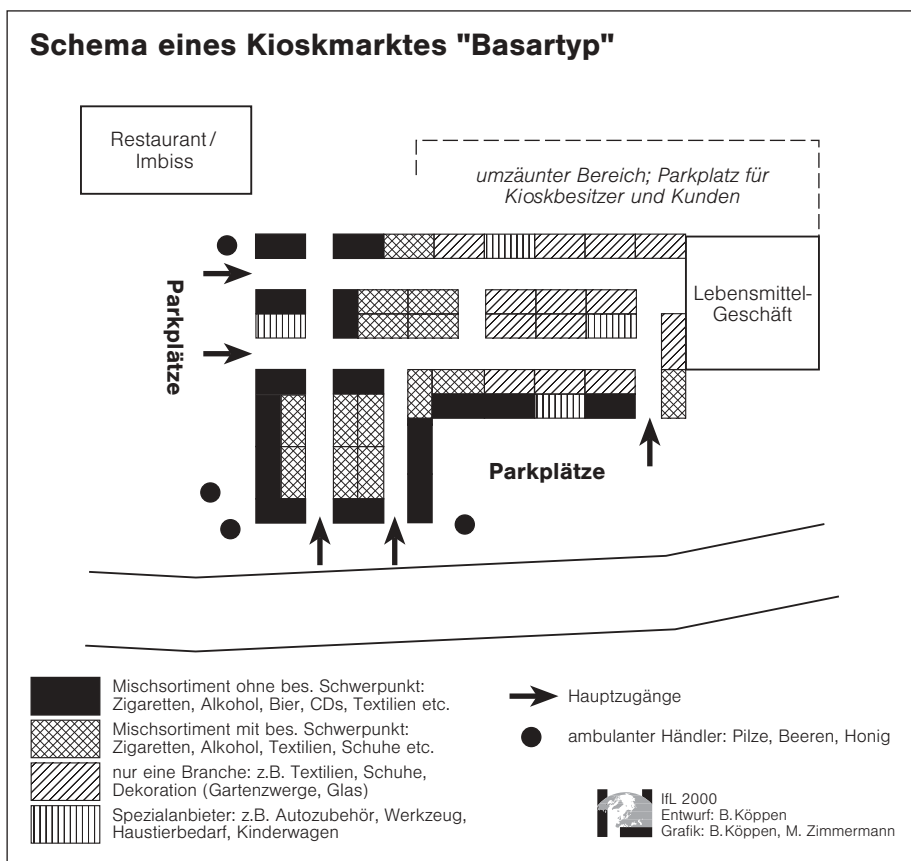 Schema eines Kioskmarktes "Basartyp"
Restaurant/
Imbiss
umzäunter Bereich; Parkplatz für
Kioskbesitzer und Kunden
Parkplätze
Lebensmittel-
Geschäft
Parkplätze
Mischsortiment ohne bes. Schwerpunkt:
Zigaretten, Alkohol, Bier, CDs, Textilien etc.
Mischsortiment mit bes. Schwerpunkt:
Zigaretten, Alkohol, Textilien, Schuhe etc.
nur eine Branche: z.B. Textilien, Schuhe,
Dekoration (Gartenzwerge, Glas)
Spezialanbieter: z.B. Autozubehör, Werkzeug,
Haustierbedarf, Kinderwagen
Hauptzugänge
ambulanter Händler: Pilze, Beeren, Honig
IfL 2000
Entwurf: B.Köppen
Grafik: B.Köppen, M. Zimmermann